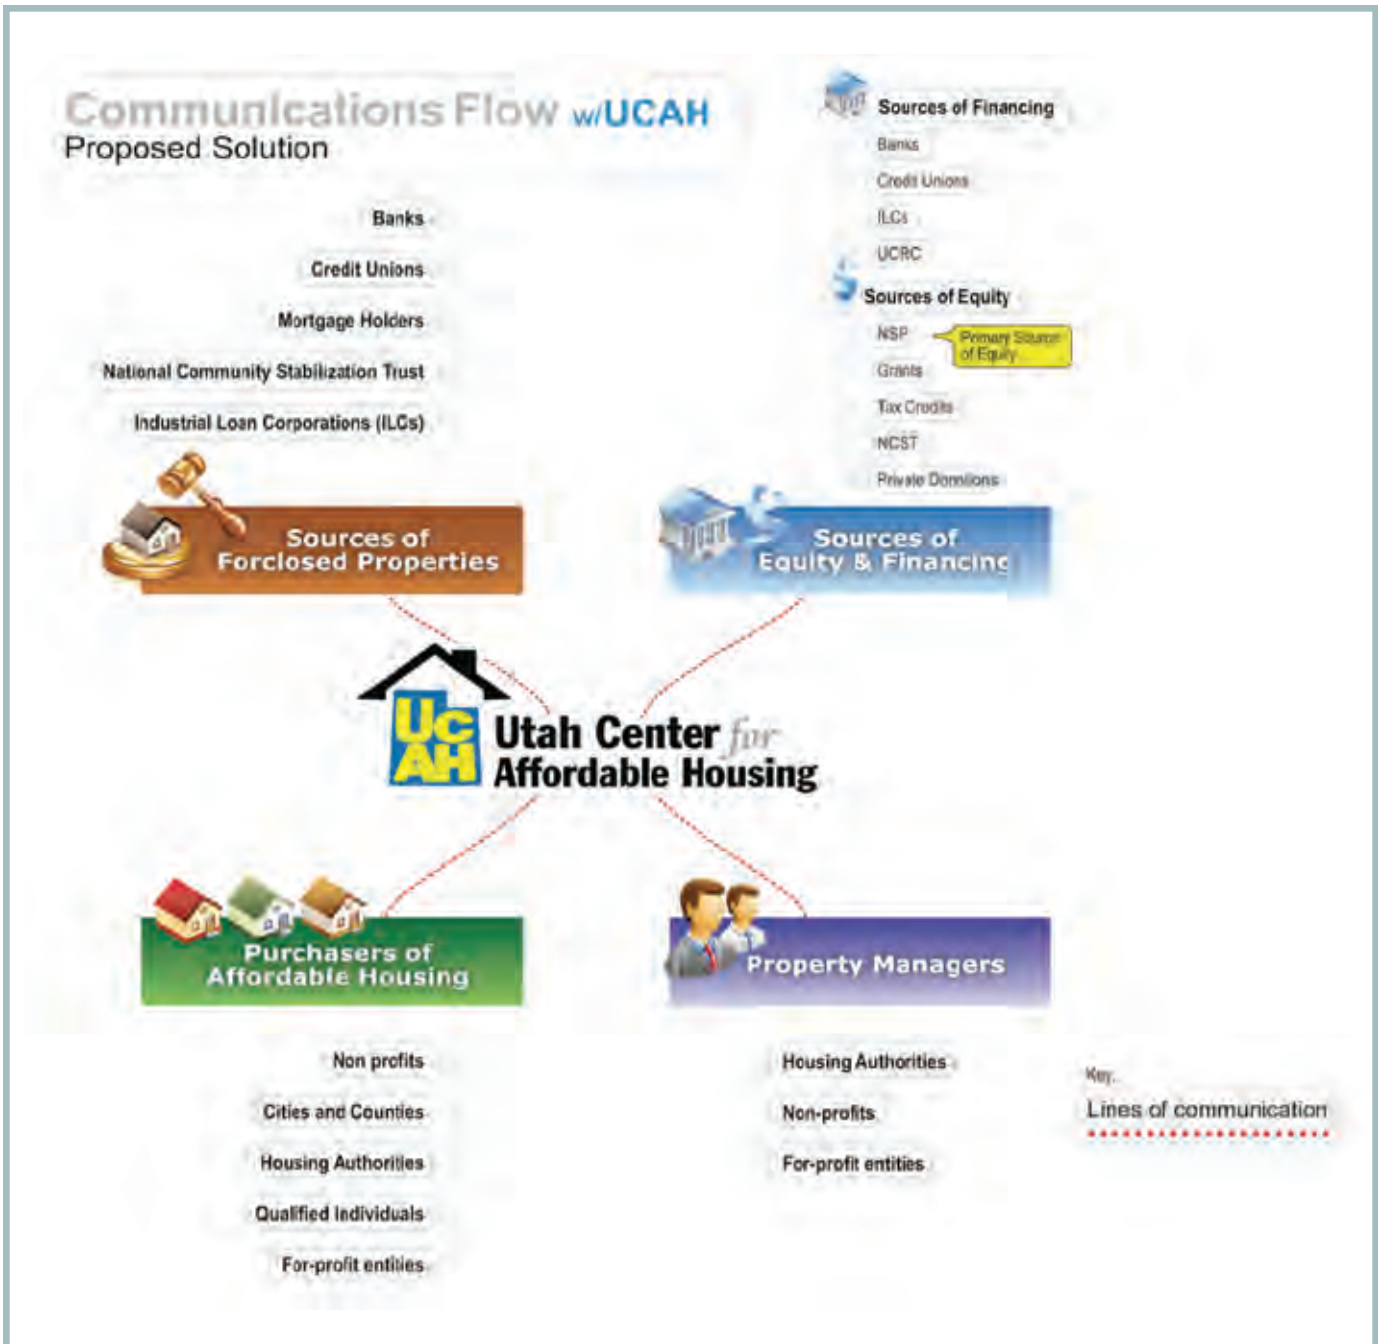 Communications Flow w/UCAH
Proposed Solution
Banks
Credit Unions
Mortgage Holders
National Community Stabilization Trust
Industrial Loan Corporations (ILCs)
Sources of Financing
Banks
Credit Unions
ILCs
UCRC
Sources of Equity
NSP
Primary Source
of Equity
Grants
Tax Credits
NCST
Private Donations
Sources of
Forclosed Properties
Sources of
Equity & Financing
UC
AH
Utah Center for
Affordable Housing
Purchasers of
Affordable Housing
Property Managers
Non profits
Cities and Counties
Housing Authorities
Qualified Individuals
For-profit entities
Housing Authorities
Non-profits
For-profit entities
Key:
Lines of communication